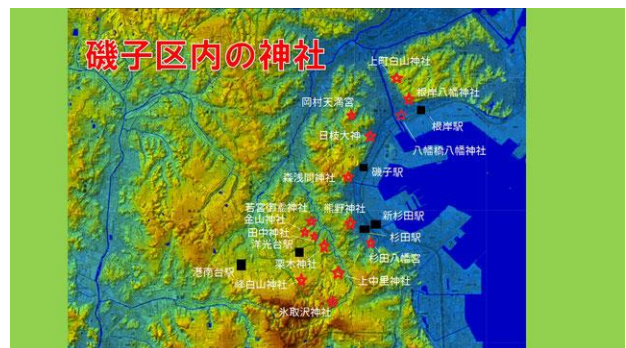 磯子区内の神社
上町白山神社
根岸八幡神社
岡村天満宮
根岸駅
日枝大神
八幡橋八幡神社
磯子駅
森浅間神社
若宮御霊神社
熊野神社
金山神社
新杉田駅
田中神社
杉田駅
洋光台駅
杉田八幡宮
栗木神社
港南台駅
峰白山神社
上中里神社
氷取沢神社